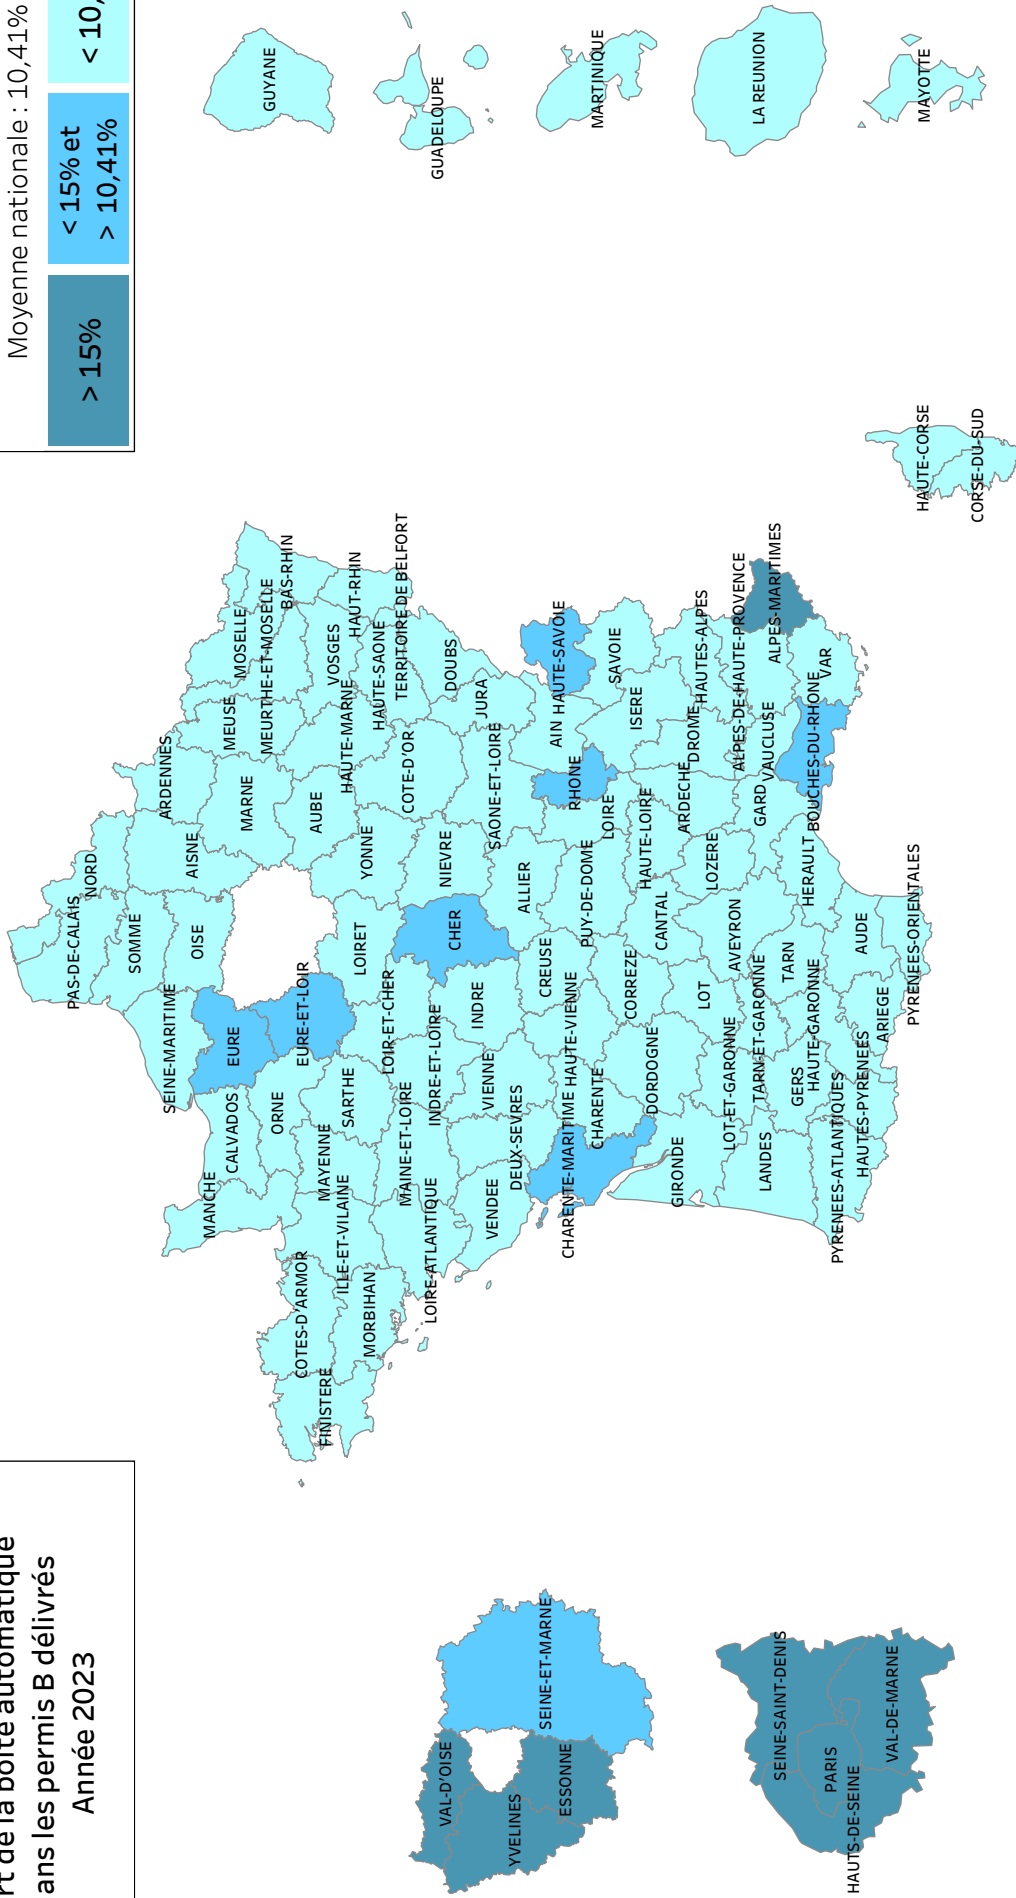 rt de la boîte automatique
ans les permis B délivrés
Année 2023
Moyenne nationale : 10,41%
> 15%
< 15% et
> 10,41%
< 10,
PAS-DE-CALAIS
NORD
SOMME
SEINE-MARITIME
OISE
AISNE
ARDENNES
MANCHE
CALVADOS
EURE
MARNE
MEUSE
MOSELLE
MEURTHE-ET-MOSELLE
BAS-RHIN
ORNE
EURE-ET-LOIR
FINISTERE
COTES-D'ARMOR
MAYENNE
ILLE-ET-VILAINE
SARTHE
AUBE
HAUTE-MARNE
VOSGES
HAUT-RHIN
MORBIHAN
LOIRET
YONNE
HAUTE-SAONE
TERRITOIRE DE BELFORT
LOIR-ET-CHER
MAINE-ET-LOIRE
COTE-D'OR
LOIRE-ATLANTIQUE
INDRE-ET-LOIRE
CHER
NIEVRE
DOUBS
JURA
VENDEE
VIENNE
INDRE
DEUX-SEVRES
ALLIER
SAONE-ET-LOIRE
CHARENTE-MARITIME
HAUTE-VIENNE
CREUSE
AIN
HAUTE-SAVOIE
CHARENTE
PUY-DE-DOME
RHONE
LOIRE
SAVOIE
CORREZE
ISERE
DORDOGNE
CANTAL
HAUTE-LOIRE
GIRONDE
LOT
ARDECHE
DROME
HAUTES-ALPES
LOZERE
LOT-ET-GARONNE
AVEYRON
ALPES-DE-HAUTE-PROVENCE
TARN-ET-GARONNE
LANDES
GARD
VAUCLUSE
ALPES-MARITIMES
GERS
TARN
HERAULT
BOUCHES-DU-RHONE
VAR
HAUTE-GARONNE
PYRENEES-ATLANTIQUES
HAUTES-PYRENEES
ARIEGE
AUDE
PYRENEES-ORIENTALES
HAUTE-CORSE
CORSE-DU-SUD
GUYANE
GUADELOUPE
MARTINIQUE
LA REUNION
MAYOTTE
VAL-D'OISE
YVELINES
ESSONNE
SEINE-ET-MARNE
SEINE-SAINT-DENIS
PARIS
HAUTS-DE-SEINE
VAL-DE-MARNE